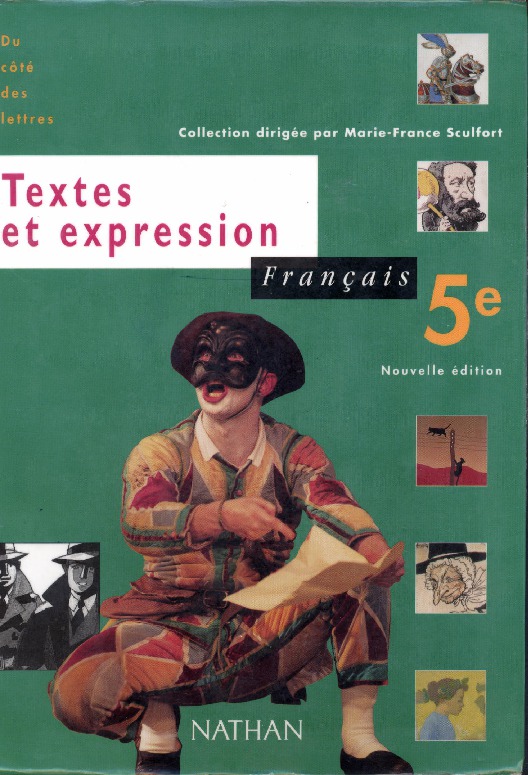 Du
côté
des
lettres
Collection dirigée par Marie-France Sculfort
Textes
et expression
Français
5e
Nouvelle édition
NATHAN